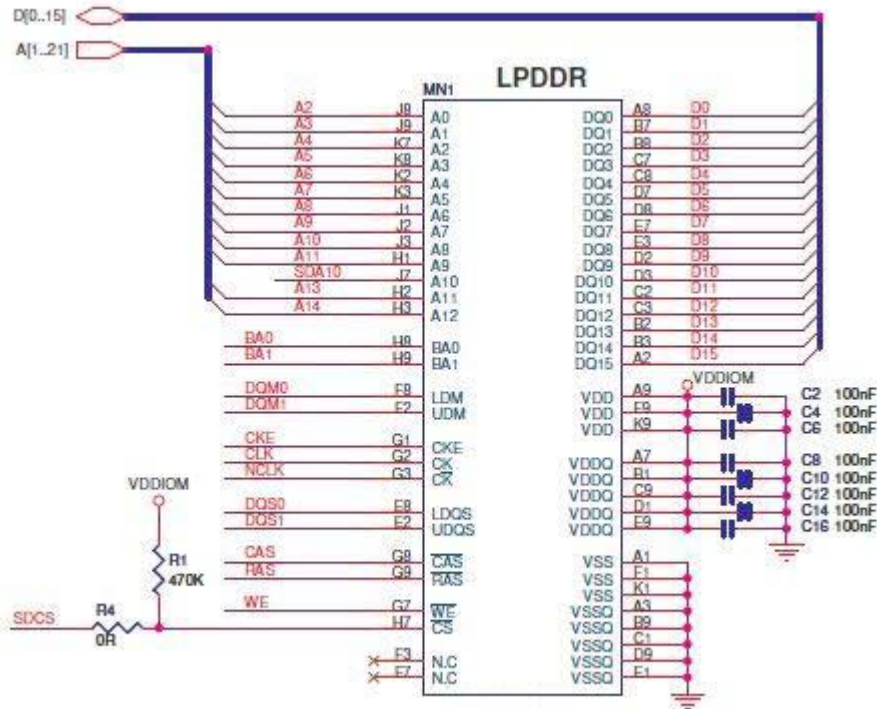 D[0..15]
A[1..21]
LPDDR
MN1
A2 J8 A0 DQ0 A8 D0
A3 J9 A1 DQ1 B7 D1
A4 K7 A2 DQ2 B8 D2
A5 K8 A3 DQ3 C7 D3
A6 K2 A4 DQ4 C8 D4
A7 K3 A5 DQ5 D7 D5
A8 J1 A6 DQ6 D8 D6
A9 J2 A7 DQ7 E7 D7
A10 J3 A8 DQ8 E3 D8
A11 H1 A9 DQ9 D2 D9
SDA10 J7 A10 DQ10 D3 D10
A13 H2 A11 DQ11 C2 D11
A14 H3 A12 DQ12 C3 D12
DQ13 B2 D13
BA0 H8 BA0 DQ14 B3 D14
BA1 H9 BA1 DQ15 A2 D15
VDDIOM
DQM0 F8 LDM VDD A9 C2 100nF
DQM1 F2 UDM VDD F9 C4 100nF
VDD K9 C6 100nF
CKE G1 CKE
CLK G2 CK VDDQ A7 C8 100nF
NCLK G3 CK VDDQ B1 C10 100nF
VDDIOM
VDDQ C9 C12 100nF
DQS0 E8 LDQS VDDQ D1 C14 100nF
DQS1 E2 UDQS VDDQ E9 C16 100nF
CAS G8 CAS VSS A1
RAS G9 RAS VSS F1
R1
470K
VSS K1
WE G7 WE VSSQ A3
SDCS R4 H7 CS VSSQ B9
0R
VSSQ C1
F3 N.C VSSQ D9
F7 N.C VSSQ E1